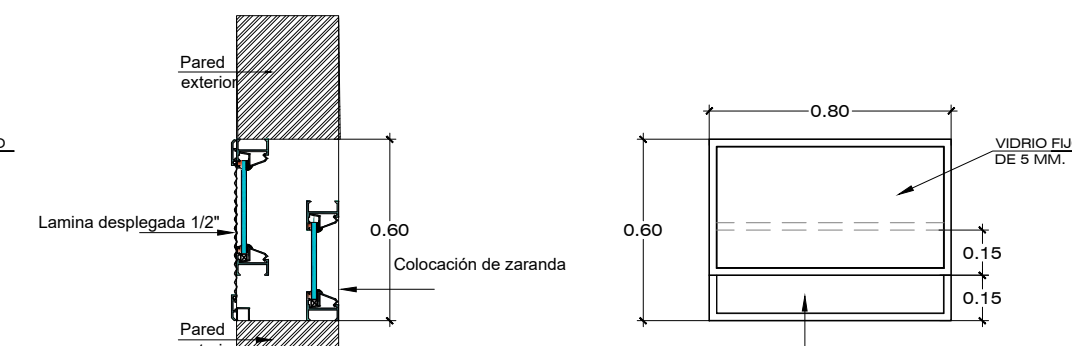 Pared
exterior
Lamina desplegada 1/2"
0.60
Colocación de zaranda
Pared
0.80
VIDRIO
DE 5 MM.
0.60
0.15
0.15